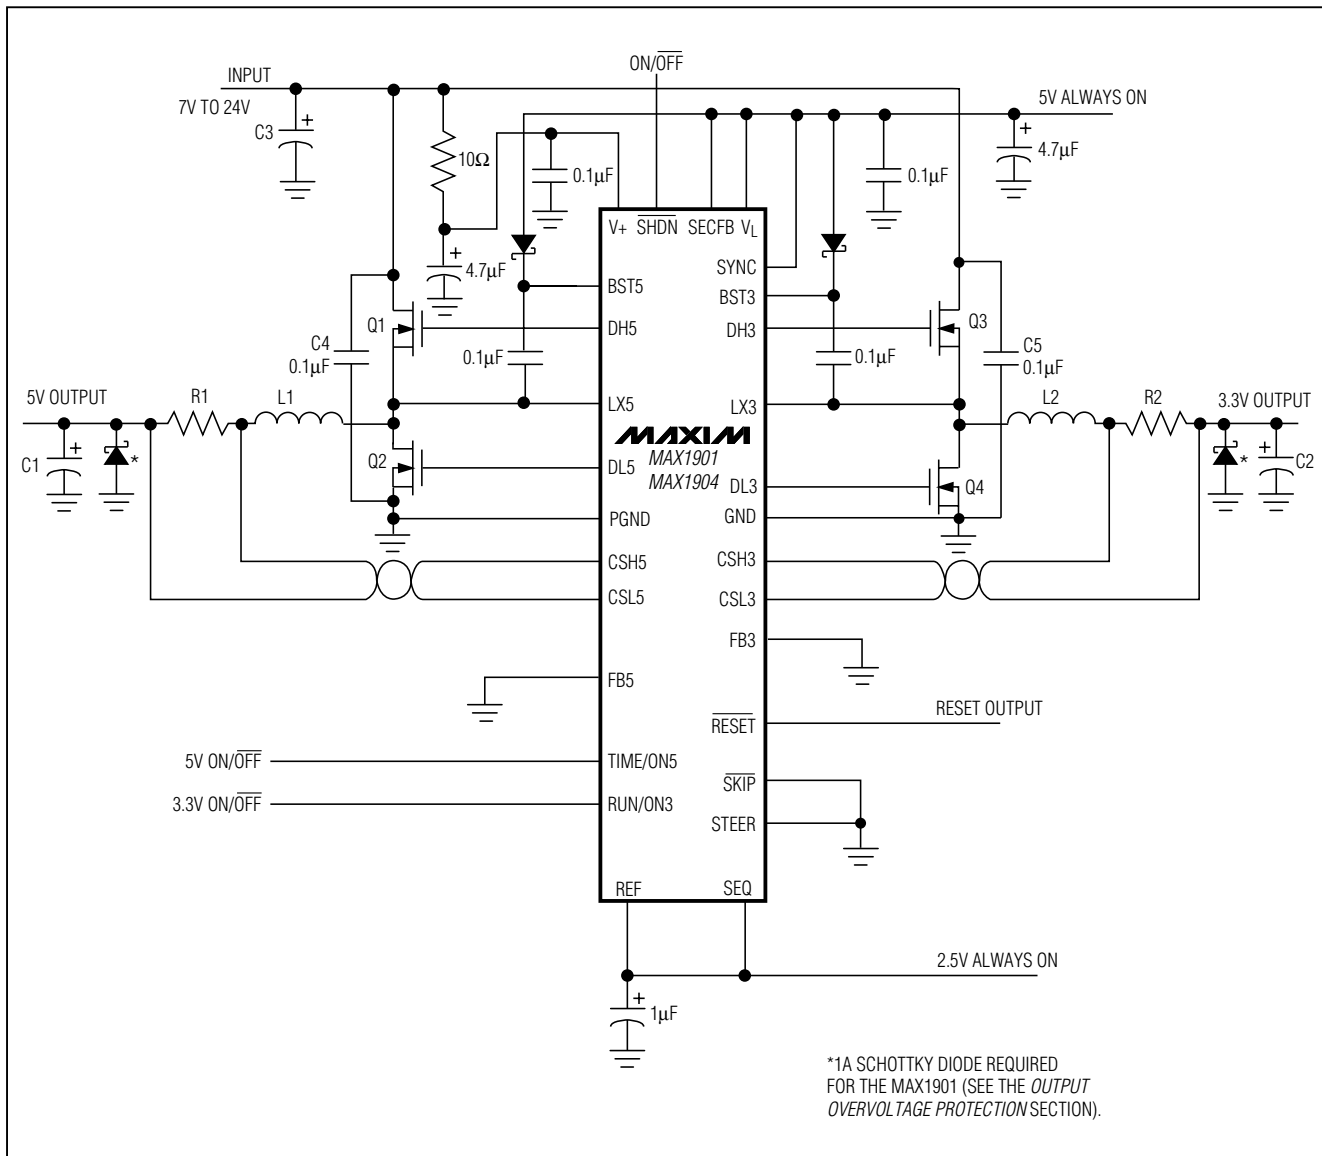 ON/OFF
INPUT
7V TO 24V
5V ALWAYS ON
C3
+
10Ω
0.1µF
0.1µF
+
4.7µF
V+
SHDN
SECFB
VL
+
4.7µF
SYNC
BST5
BST3
Q1
DH5
DH3
Q3
C4
0.1µF
0.1µF
0.1µF
C5
0.1µF
5V OUTPUT
R1
L1
LX5
LX3
L2
R2
3.3V OUTPUT
MAXIM
MAX1901
MAX1904
C1
+
*
Q2
DL5
DL3
Q4
*
+
C2
PGND
GND
CSH5
CSH3
CSL5
CSL3
FB3
FB5
RESET
RESET OUTPUT
5V ON/OFF
TIME/ON5
SKIP
3.3V ON/OFF
RUN/ON3
STEER
REF
SEQ
2.5V ALWAYS ON
+
1µF
*1A SCHOTTKY DIODE REQUIRED
FOR THE MAX1901 (SEE THE OUTPUT
OVERVOLTAGE PROTECTION SECTION).